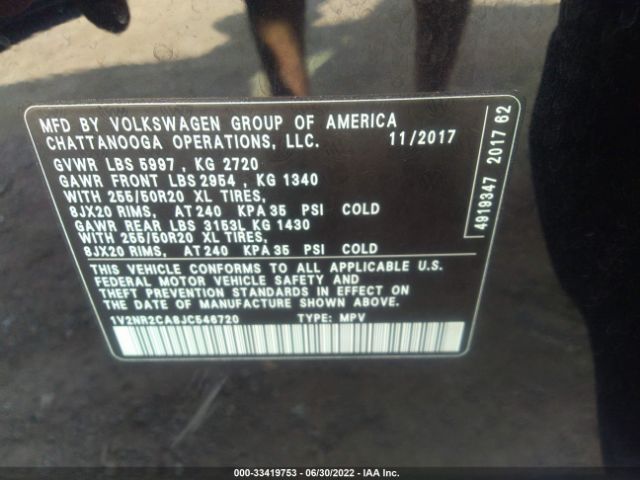 MFD BY VOLKSWAGEN GROUP OF AMERICA
CHATTANOOGA OPERATIONS, LLC. 11/2017
GVWR LBS 5997 , KG 2720
GAWR FRONT LBS 2954 , KG 1340
WITH 255/50R20 XL TIRES,
8JX20 RIMS, AT 240 KPA 35 PSI COLD
GAWR REAR LBS 3153L KG 1430
WITH 255/50R20 XL TIRES,
8JX20 RIMS, AT 240 KPA 35 PSI COLD
THIS VEHICLE CONFORMS TO ALL APPLICABLE U.S.
FEDERAL MOTOR VEHICLE SAFETY AND
THEFT PREVENTION STANDARDS IN EFFECT ON
THE DATE OF MANUFACTURE SHOWN ABOVE.
1V2NR2CA8JC546720 TYPE: MPV
4919347 2017 62
000-33419753 - 06/30/2022 - IAA Inc.